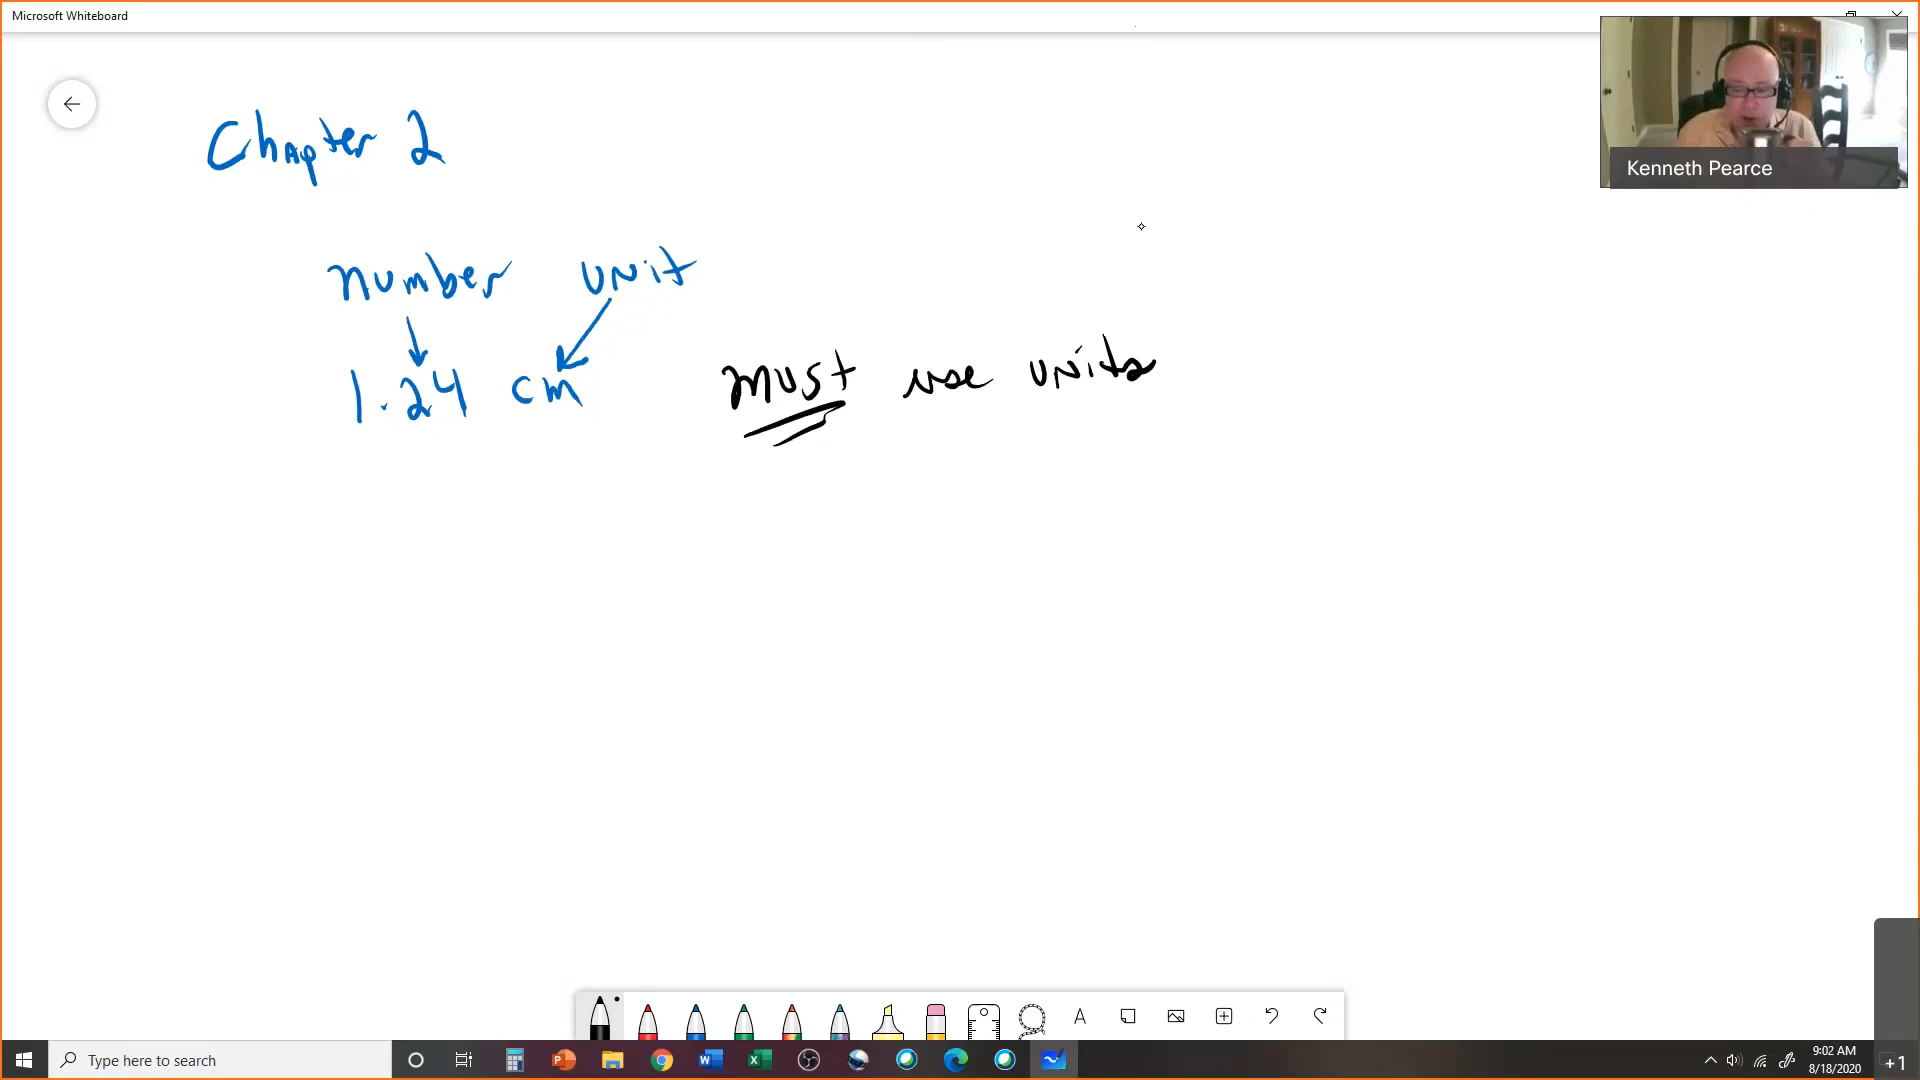 Microsoft Whiteboard
Kenneth Pearce
Chapter 2
number unit
1.24 cm must use units
A
Type here to search
9:02 AM
8/18/2020
+1